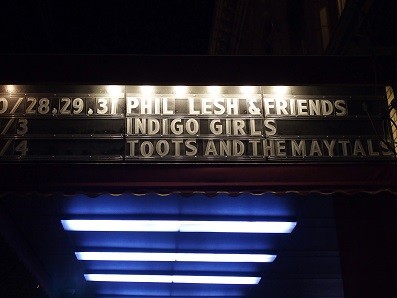 0/28,29,31 PHIL LESH & FRIENDS
/3 INDIGO GIRLS
/4 TOOTS AND THE MAYTALS